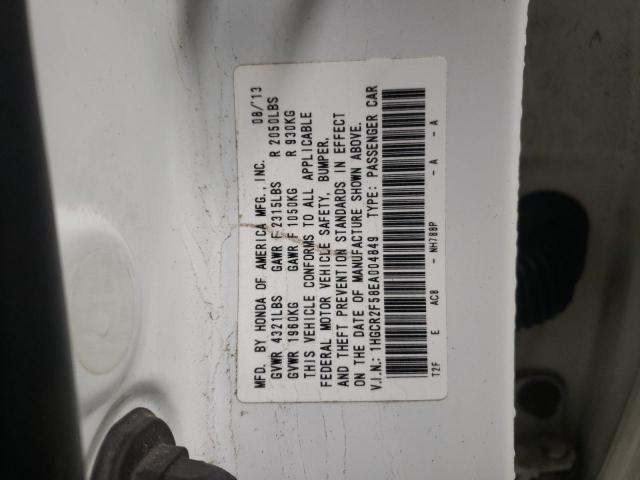 MFD. BY HONDA OF AMERICA MFG., INC. 08/'13
GVWR 4321LBS GAWR F 2315LBS R 2050LBS
GVWR 1960KG GAWR F 1050KG R 930KG
THIS VEHICLE CONFORMS TO ALL APPLICABLE
FEDERAL MOTOR VEHICLE SAFETY, BUMPER,
AND THEFT PREVENTION STANDARDS IN EFFECT
ON THE DATE OF MANUFACTURE SHOWN ABOVE.
V.I.N.: 1HGCR2F58EA004849 TYPE: PASSENGER CAR
T2F E AC8 - NH788P - A - A